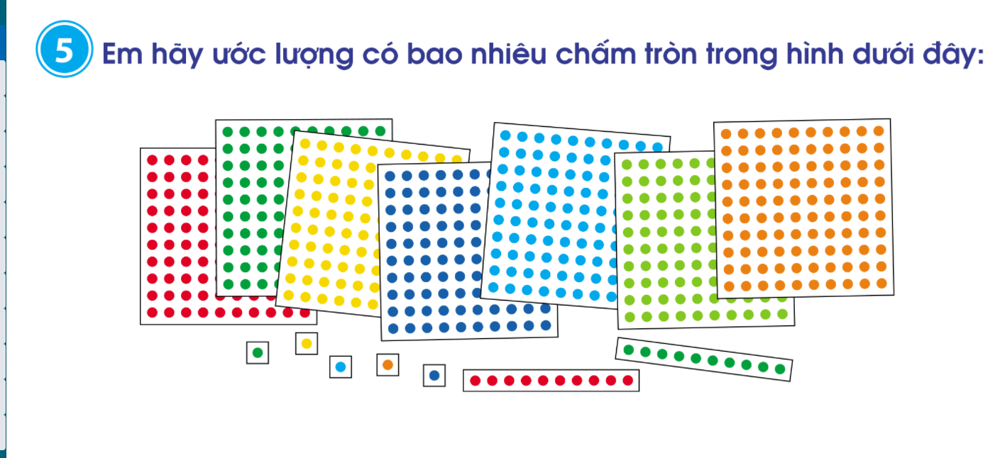 5 Em hãy ước lượng có bao nhiêu chấm tròn trong hình dưới đây: